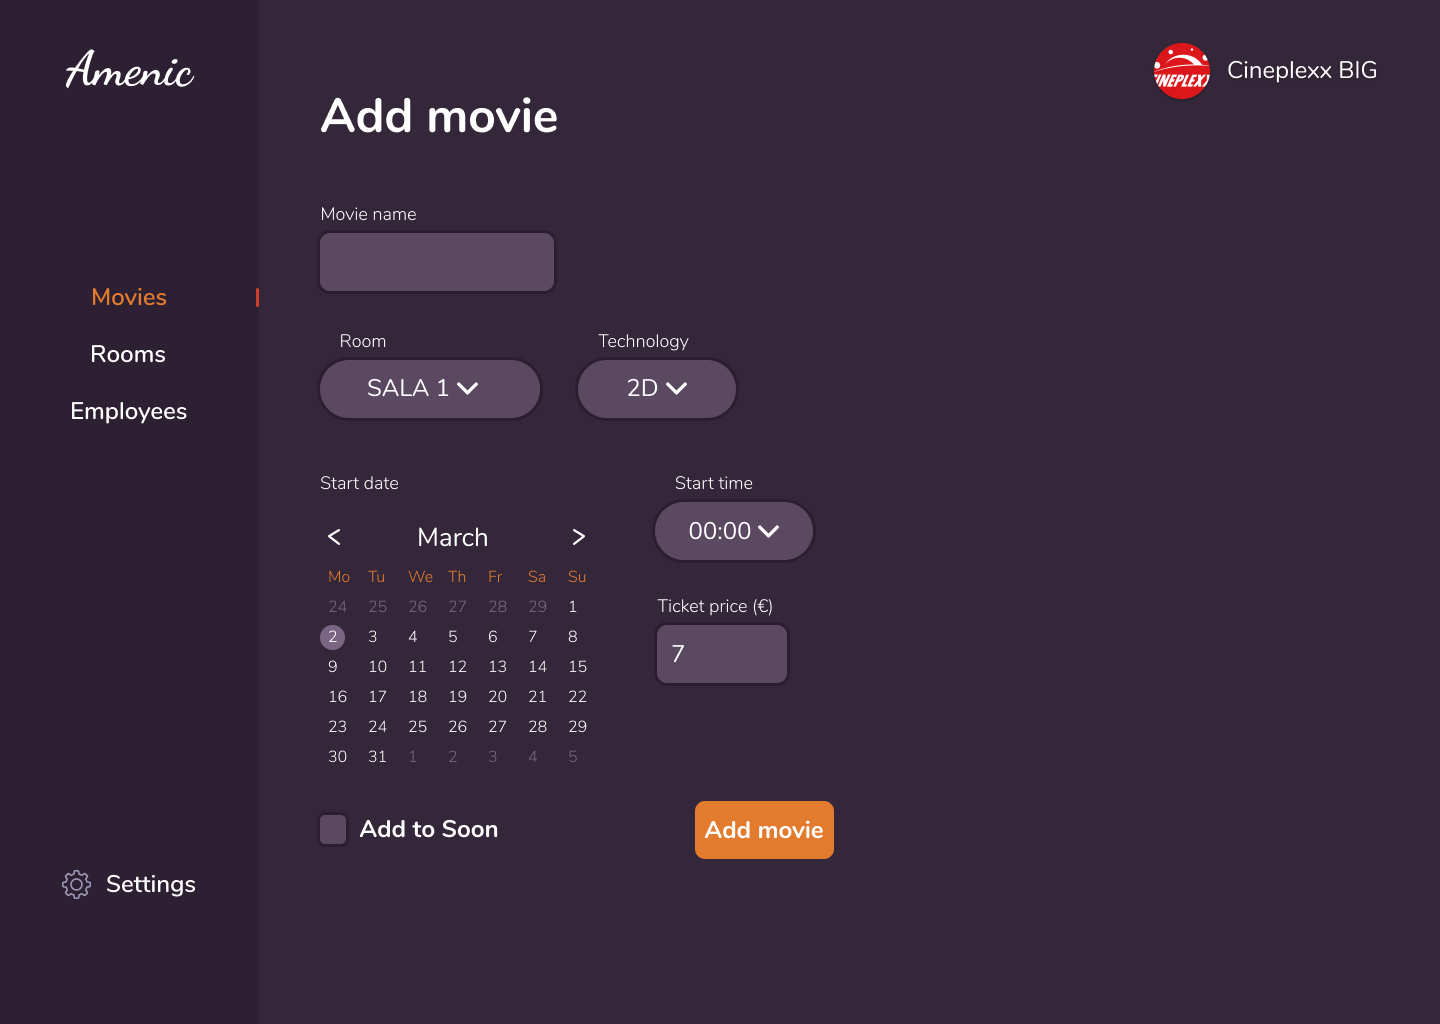 Amenic
CINEPLEXX
Cineplexx BIG
Add movie
Movie name
Movies
Rooms
Employees
Room
Technology
SALA 1
2D
Start date
Start time
< March >
00:00
Mo Tu We Th Fr Sa Su
24 25 26 27 28 29 1
2 3 4 5 6 7 8
9 10 11 12 13 14 15
16 17 18 19 20 21 22
23 24 25 26 27 28 29
30 31 1 2 3 4 5
Ticket price (€)
7
Add to Soon
Add movie
Settings